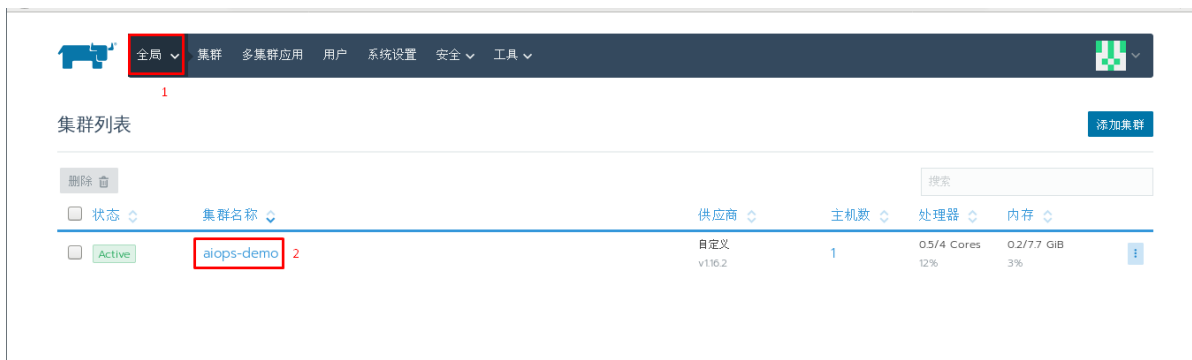 全局 集群 多集群应用 用户 系统设置 安全 工具
1
集群列表
添加集群
删除
搜索
状态 集群名称 供应商 主机数 处理器 内存
Active aiops-demo 2 自定义 1 0.5/4 Cores 0.2/7.7 GiB
v1.16.2 12% 3%